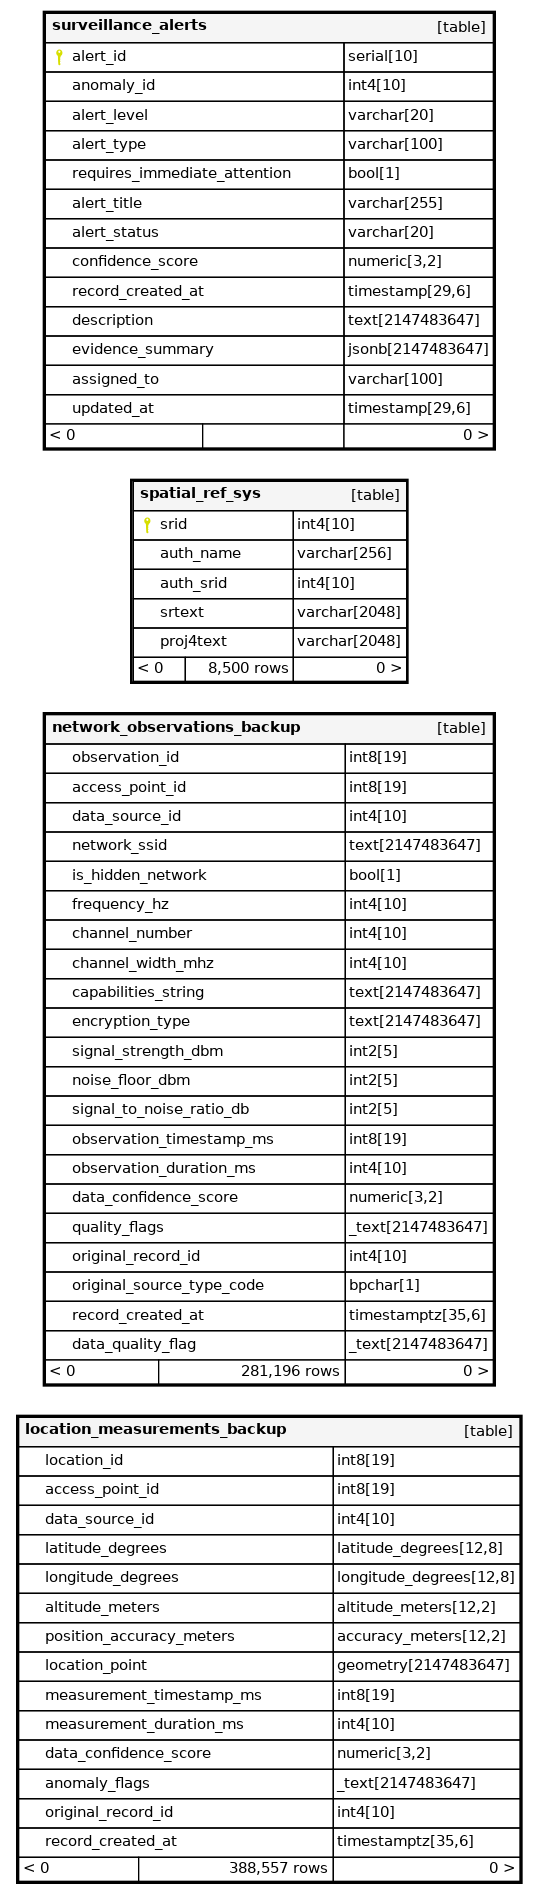 surveillance_alerts [table]
alert_id serial[10]
anomaly_id int4[10]
alert_level varchar[20]
alert_type varchar[100]
requires_immediate_attention bool[1]
alert_title varchar[255]
alert_status varchar[20]
confidence_score numeric[3,2]
record_created_at timestamp[29,6]
description text[2147483647]
evidence_summary jsonb[2147483647]
assigned_to varchar[100]
updated_at timestamp[29,6]
< 0 0 >
spatial_ref_sys [table]
srid int4[10]
auth_name varchar[256]
auth_srid int4[10]
srtext varchar[2048]
proj4text varchar[2048]
< 0 8,500 rows 0 >
network_observations_backup [table]
observation_id int8[19]
access_point_id int8[19]
data_source_id int4[10]
network_ssid text[2147483647]
is_hidden_network bool[1]
frequency_hz int4[10]
channel_number int4[10]
channel_width_mhz int4[10]
capabilities_string text[2147483647]
encryption_type text[2147483647]
signal_strength_dbm int2[5]
noise_floor_dbm int2[5]
signal_to_noise_ratio_db int2[5]
observation_timestamp_ms int8[19]
observation_duration_ms int4[10]
data_confidence_score numeric[3,2]
quality_flags _text[2147483647]
original_record_id int4[10]
original_source_type_code bpchar[1]
record_created_at timestamptz[35,6]
data_quality_flag _text[2147483647]
< 0 281,196 rows 0 >
location_measurements_backup [table]
location_id int8[19]
access_point_id int8[19]
data_source_id int4[10]
latitude_degrees latitude_degrees[12,8]
longitude_degrees longitude_degrees[12,8]
altitude_meters altitude_meters[12,2]
position_accuracy_meters accuracy_meters[12,2]
location_point geometry[2147483647]
measurement_timestamp_ms int8[19]
measurement_duration_ms int4[10]
data_confidence_score numeric[3,2]
anomaly_flags _text[2147483647]
original_record_id int4[10]
record_created_at timestamptz[35,6]
< 0 388,557 rows 0 >